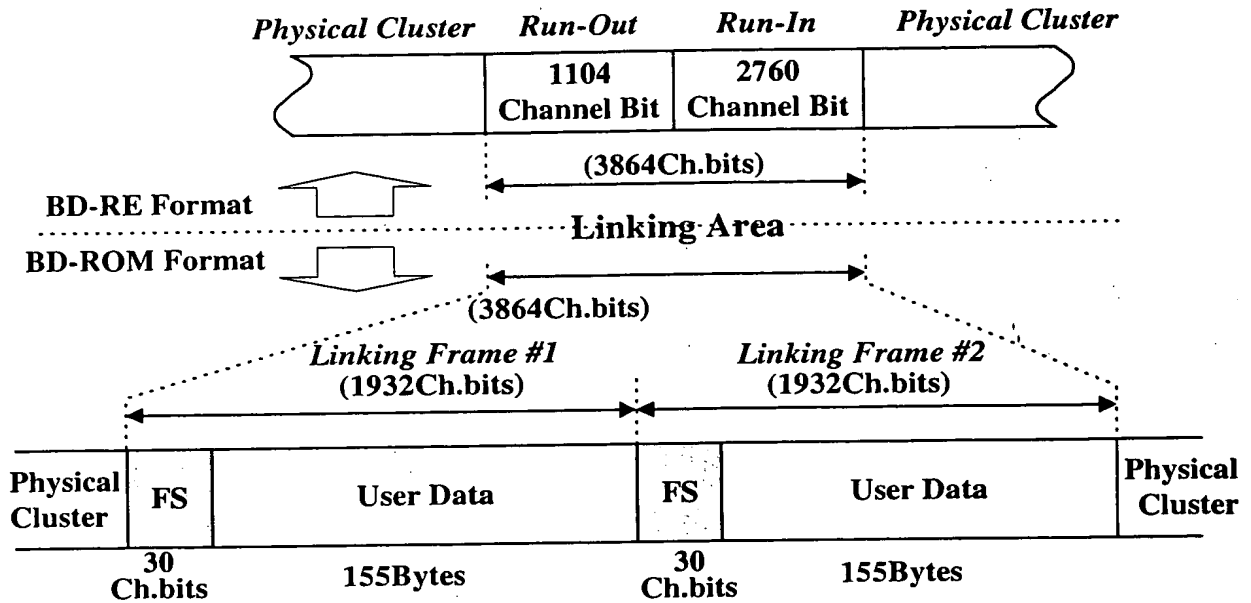 Physical Cluster Run-Out Run-In Physical Cluster
1104 Channel Bit
2760 Channel Bit
(3864Ch.bits)
BD-RE Format
Linking Area
BD-ROM Format
(3864Ch.bits)
Linking Frame #1
(1932Ch.bits)
Linking Frame #2
(1932Ch.bits)
Physical Cluster
FS
User Data
FS
User Data
Physical Cluster
30 Ch.bits
155Bytes
30 Ch.bits
155Bytes